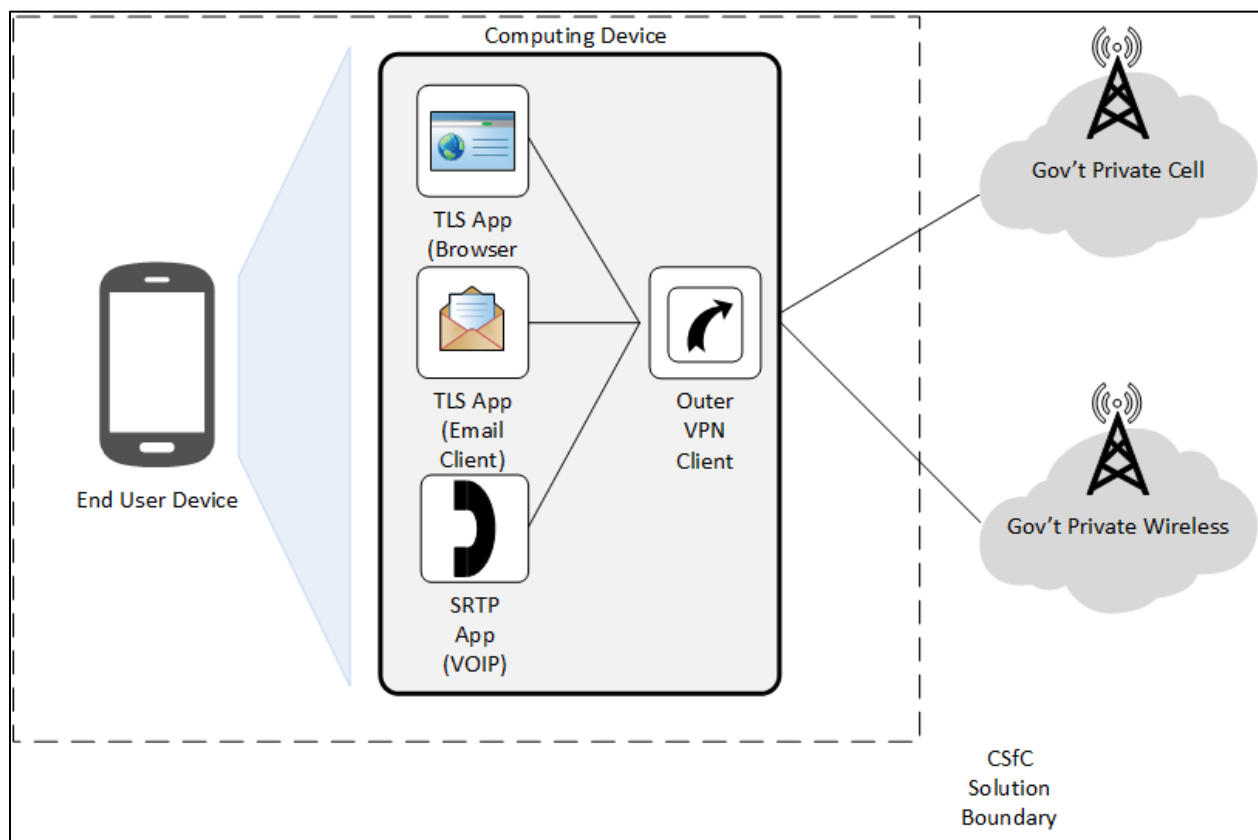 Computing Device
TLS App
(Browser
TLS App
(Email
Client)
SRTP
App
(VOIP)
Outer
VPN
Client
End User Device
Gov't Private Cell
Gov't Private Wireless
CSfC
Solution
Boundary